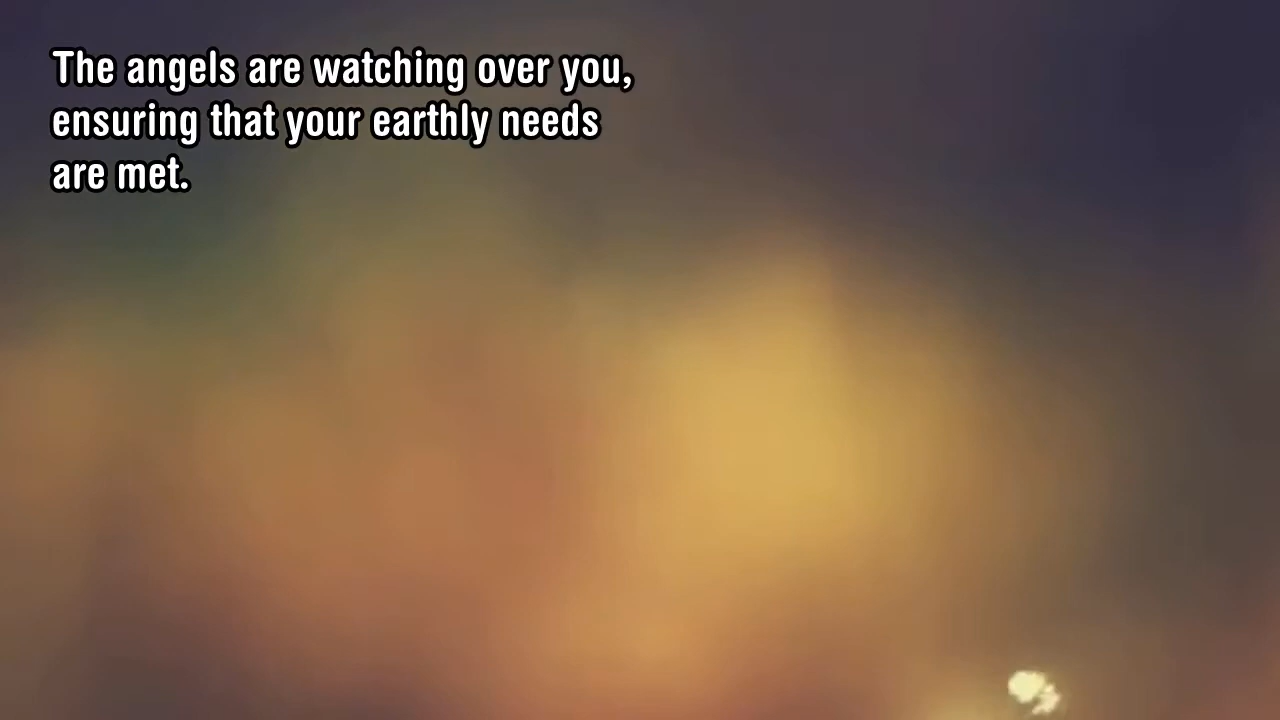 The angels are watching over you,
ensuring that your earthly needs
are met.